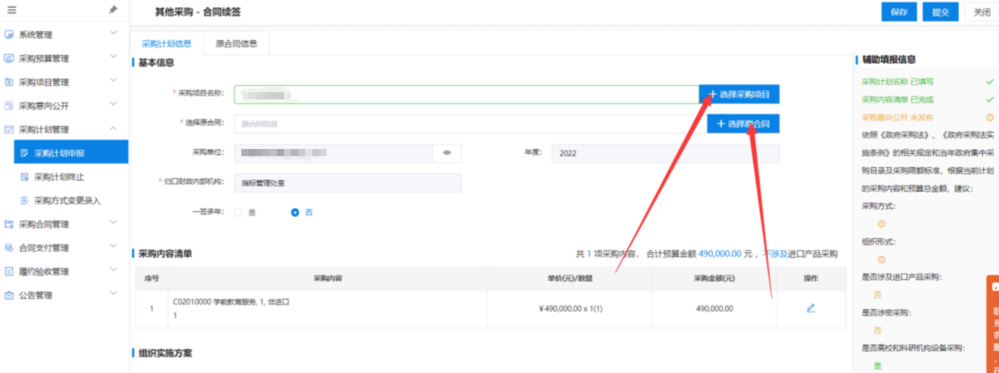 其他采购 - 合同续签
保存
提交
关闭
系统管理
采购预算管理
采购项目管理
采购意向公开
采购计划管理
采购计划申报
采购计划终止
采购方式变更录入
采购合同管理
合同支付管理
履约验收管理
公告管理
采购计划信息
原合同信息
基本信息
* 采购项目名称:
+ 选择采购项目
* 选择原合同:
原合同信息
+ 选择原合同
采购单位:
年度:
2022
* 归口财政内部机构:
指标管理处室
一签多年:
是
否
采购内容清单
共 1 项采购内容， 合计预算金额 490,000.00 元 ，不涉及进口产品采购
序号
采购内容
单价(元)/数量
采购金额(元)
操作
1
C02010000 学前教育服务, 1, 非进口
1
¥490,000.00 x 1(1)
490,000.00
组织实施方案
辅助填报信息
采购计划名称 已填写
采购内容清单 已完成
采购意向公开 未发布
依照《政府采购法》、《政府采购法实
施条例》的相关规定和当年政府集中采
购目录及采购限额标准，根据当前计划
的采购内容和预算总金额，建议:
采购方式:
组织形式:
是否涉及进口产品采购:
否
是否涉密采购:
否
是否高校和科研机构设备采购:
是